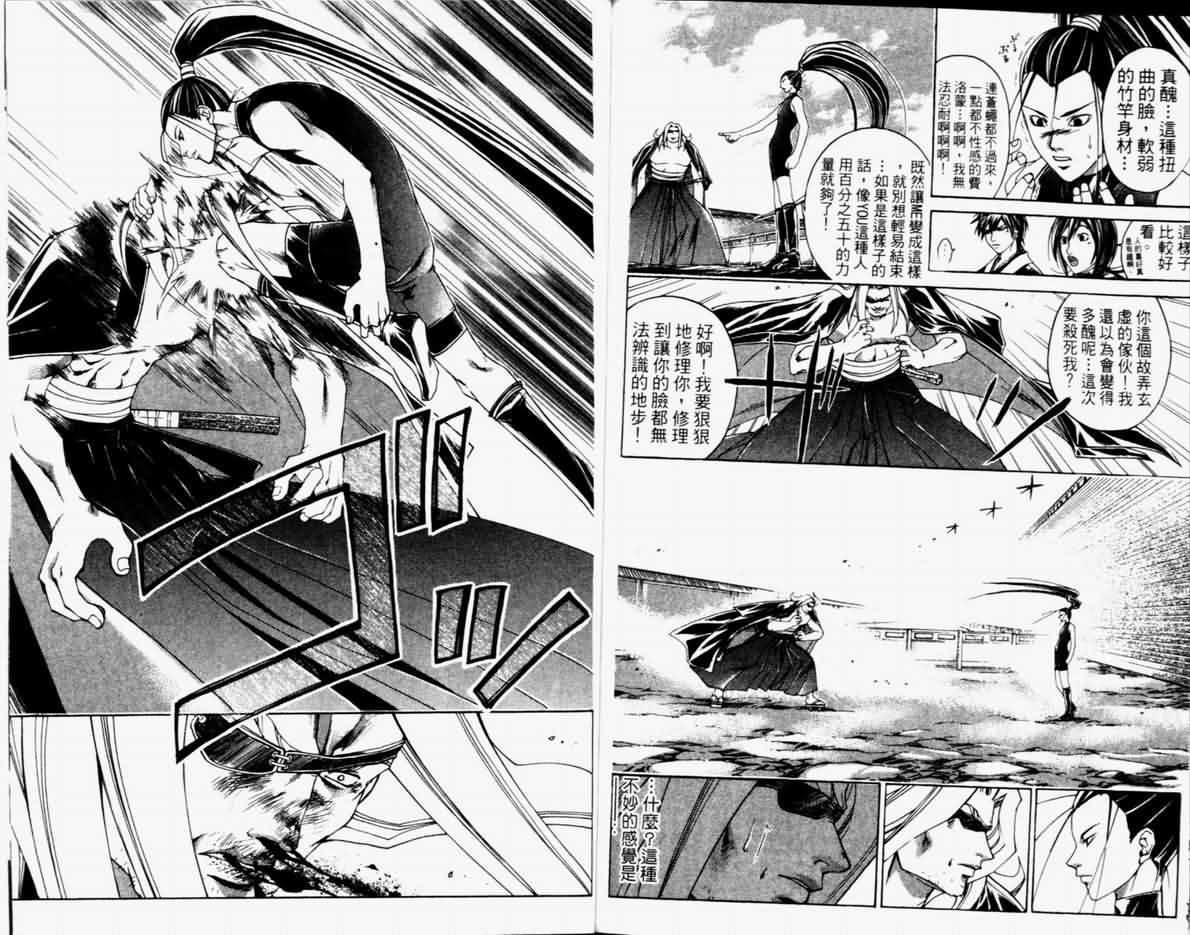 真醜…這種扭
曲的臉，軟弱
的竹竿身材…
連蒼蠅都不過來，
一點都不性感的費
洛蒙…啊啊，我無
法忍耐啊啊啊！
既然讓ME變成這樣
，就別想輕易結束
…如果是這樣子的
話，像YOU這種人
用百分之五十的力
量就夠了！
這樣子
比較好
看。
…
你這個故弄玄
虛的傢伙！我
還以為會變得
多醜呢…這次
要殺死我？
好啊！我要狠狠
地修理你，修理
到讓你的臉都無
法辨識的地步！
…什麼？這種
不妙的感覺是
…！